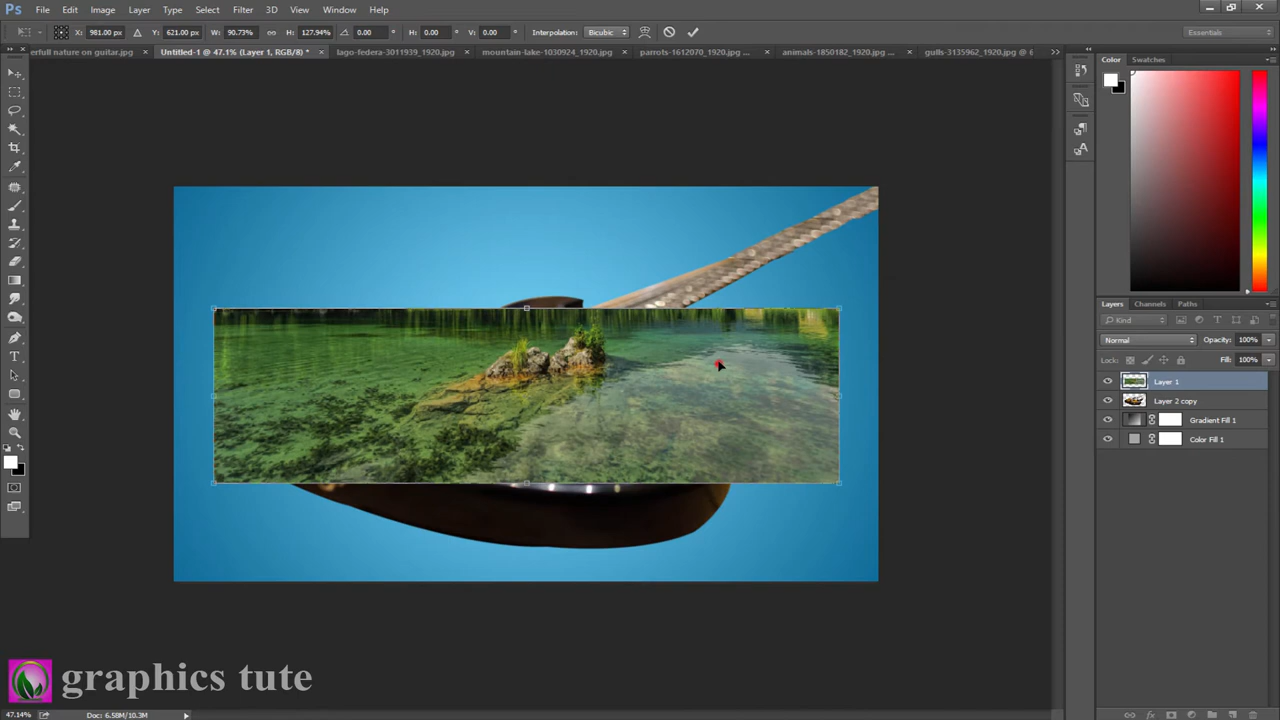 Ps File Edit Image Layer Type Select Filter 3D View Window Help
X: 981.00 px Y: 621.00 px W: 90.73% H: 127.94% 0.00 ° H: 0.00 ° V: 0.00 ° Interpolation: Bicubic Essentials
erfull nature on guitar.jpg × Untitled-1 @ 47.1% (Layer 1, RGB/8) * × lago-federa-3011939_1920.jpg × mountain-lake-1030924_1920.jpg × parrots-1612070_1920.jpg ... × animals-1850182_1920.jpg ... × gulls-3135962_1920.jpg @ 6 >>
Color Swatches
Layers Channels Paths
Kind
Normal Opacity: 100%
Lock: Fill: 100%
Layer 1
Layer 2 copy
Gradient Fill 1
Color Fill 1
graphics tute
47.14% Doc: 6.58M/10.3M